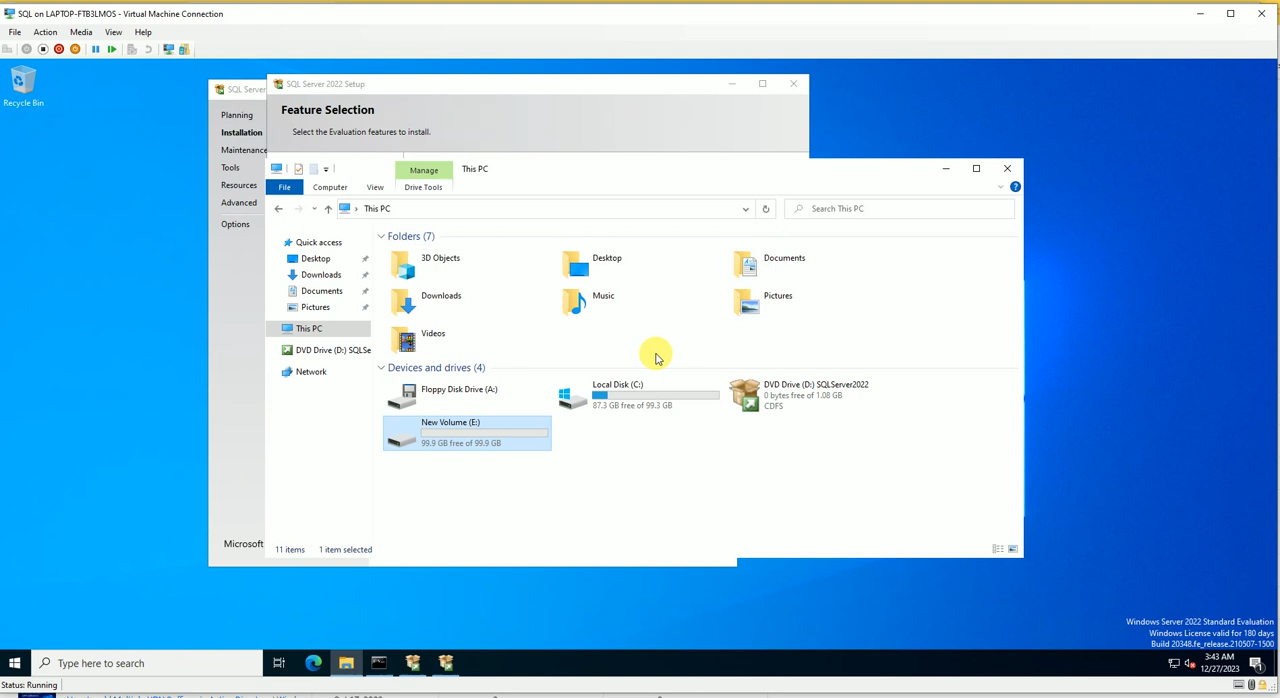 SQL on LAPTOP-FTB3LMOS - Virtual Machine Connection
File Action Media View Help
Recycle Bin
SQL Server
SQL Server 2022 Setup
Feature Selection
Select the Evaluation features to install.
Planning
Installation
Maintenance
Tools
Resources
Advanced
Options
Microsoft
Manage
This PC
File Computer View Drive Tools
This PC
Search This PC
Quick access
Desktop
Downloads
Documents
Pictures
This PC
DVD Drive (D:) SQLSe
Network
Folders (7)
3D Objects
Desktop
Documents
Downloads
Music
Pictures
Videos
Devices and drives (4)
Floppy Disk Drive (A:)
Local Disk (C:)
87.3 GB free of 99.3 GB
DVD Drive (D:) SQLServer2022
0 bytes free of 1.08 GB
CDFS
New Volume (E:)
99.9 GB free of 99.9 GB
11 items 1 item selected
Windows Server 2022 Standard Evaluation
Windows License valid for 180 days
Build 20348.fe_release.210507-1500
Type here to search
3:43 AM
12/27/2023
Status: Running